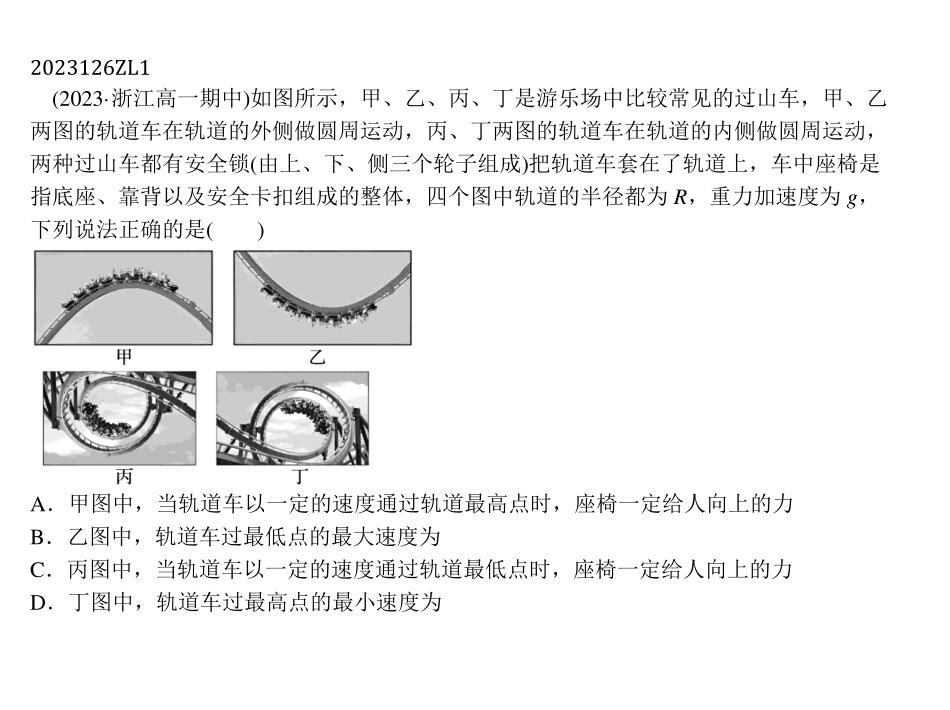 2023126ZL1
(2023·浙江高一期中)如图所示，甲、乙、丙、丁是游乐场中比较常见的过山车，甲、乙
两图的轨道车在轨道的外侧做圆周运动，丙、丁两图的轨道车在轨道的内侧做圆周运动，
两种过山车都有安全锁(由上、下、侧三个轮子组成)把轨道车套在了轨道上，车中座椅是
指底座、靠背以及安全卡扣组成的整体，四个图中轨道的半径都为 R，重力加速度为 g，
下列说法正确的是(　　)
甲 乙
丙 丁
A．甲图中，当轨道车以一定的速度通过轨道最高点时，座椅一定给人向上的力
B．乙图中，轨道车过最低点的最大速度为
C．丙图中，当轨道车以一定的速度通过轨道最低点时，座椅一定给人向上的力
D．丁图中，轨道车过最高点的最小速度为